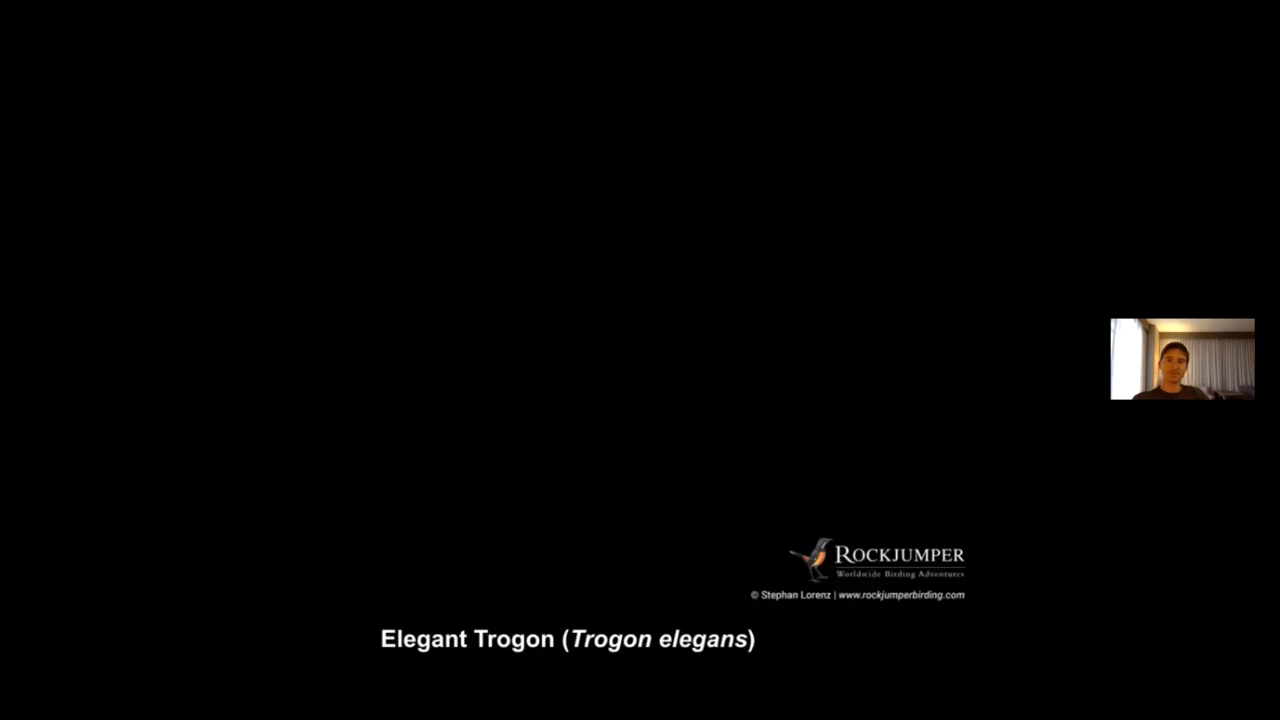 ROCKJUMPER
Worldwide Birding Adventures
© Stephan Lorenz | www.rockjumperbirding.com
Elegant Trogon (Trogon elegans)